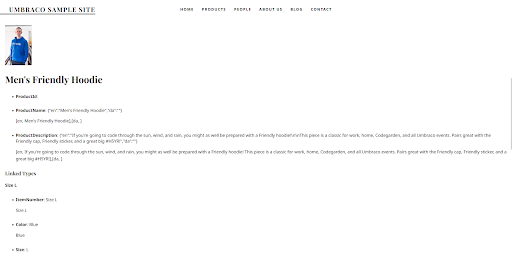 UMBRACO SAMPLE SITE
HOME PRODUCTS PEOPLE ABOUT US BLOG CONTACT
Men's Friendly Hoodie
ProductId:
ProductName: {"en":"Men's Friendly Hoodie","da":""}
[en, Men's Friendly Hoodie],[da, ]
ProductDescription: {"en":"If you're going to code through the sun, wind, and rain, you might as well be prepared with a Friendly hoodie!\n\nThis piece is a classic for work, home, Codegarden, and all Umbraco events. Pairs great with the
Friendly cap, Friendly sticker, and a great big #H5YR!","da":""}
[en, If you're going to code through the sun, wind, and rain, you might as well be prepared with a Friendly hoodie! This piece is a classic for work, home, Codegarden, and all Umbraco events. Pairs great with the Friendly cap, Friendly sticker, and a
great big #H5YR!],[da, ]
Linked Types
Size L
ItemNumber: Size L
Size L
Color: Blue
Blue
Size: L